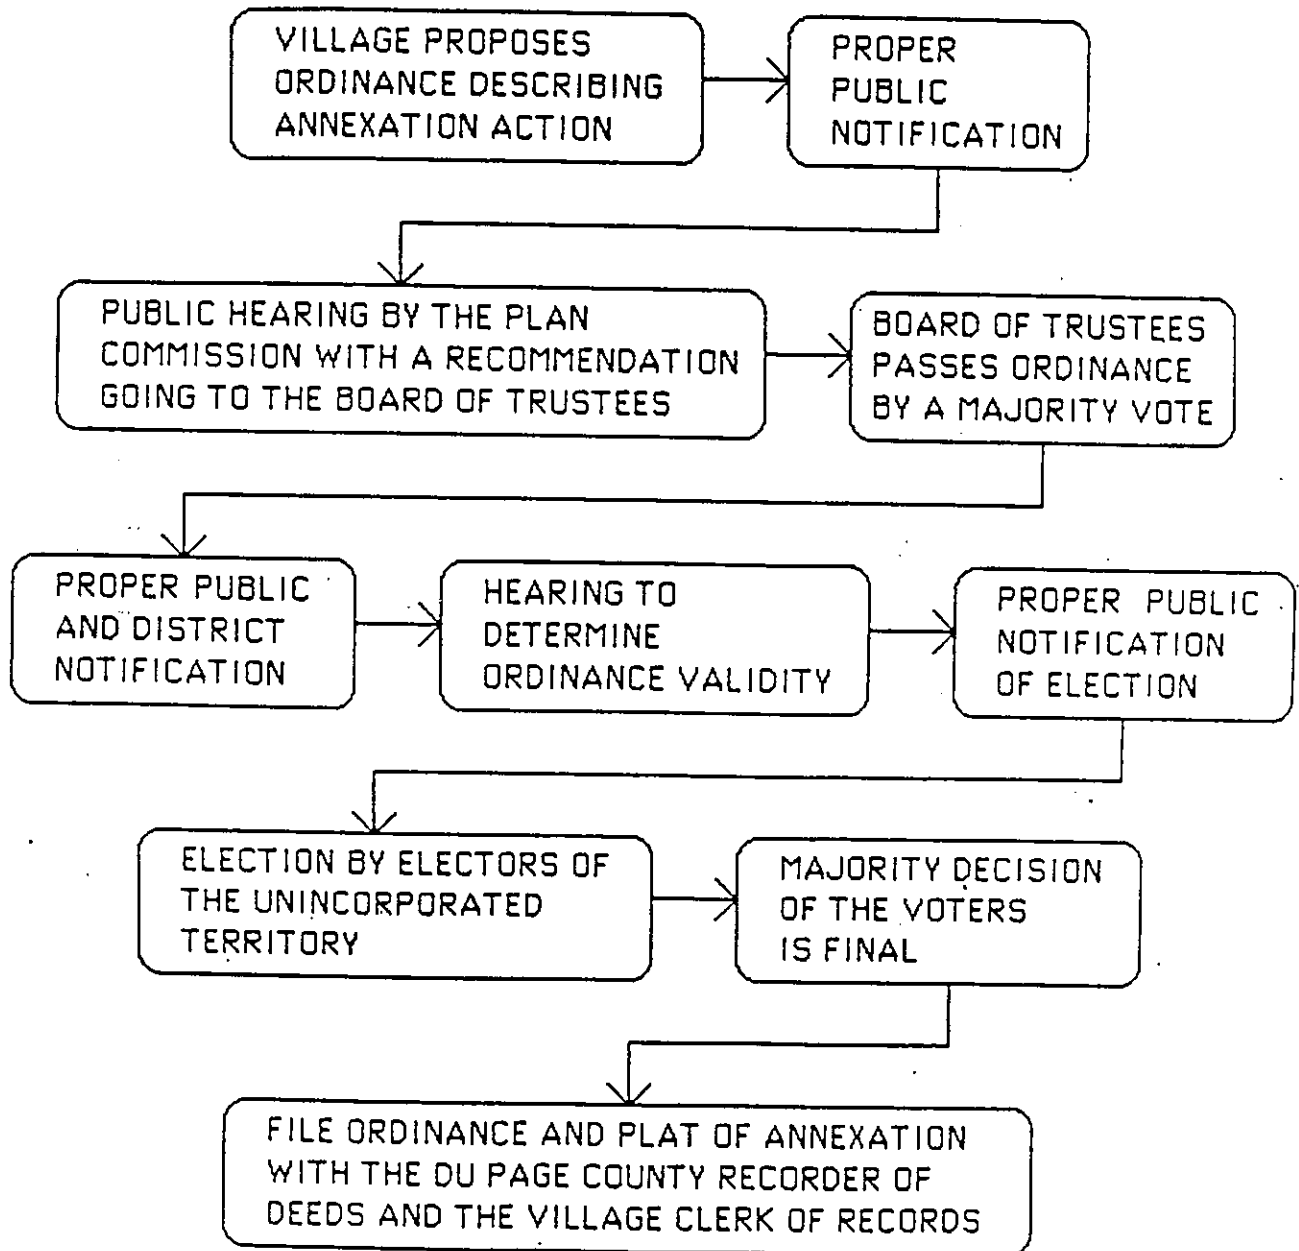 VILLAGE PROPOSES
ORDINANCE DESCRIBING
ANNEXATION ACTION
PROPER
PUBLIC
NOTIFICATION
PUBLIC HEARING BY THE PLAN
COMMISSION WITH A RECOMMENDATION
GOING TO THE BOARD OF TRUSTEES
BOARD OF TRUSTEES
PASSES ORDINANCE
BY A MAJORITY VOTE
PROPER PUBLIC
AND DISTRICT
NOTIFICATION
HEARING TO
DETERMINE
ORDINANCE VALIDITY
PROPER PUBLIC
NOTIFICATION
OF ELECTION
ELECTION BY ELECTORS OF
THE UNINCORPORATED
TERRITORY
MAJORITY DECISION
OF THE VOTERS
IS FINAL
FILE ORDINANCE AND PLAT OF ANNEXATION
WITH THE DU PAGE COUNTY RECORDER OF
DEEDS AND THE VILLAGE CLERK OF RECORDS